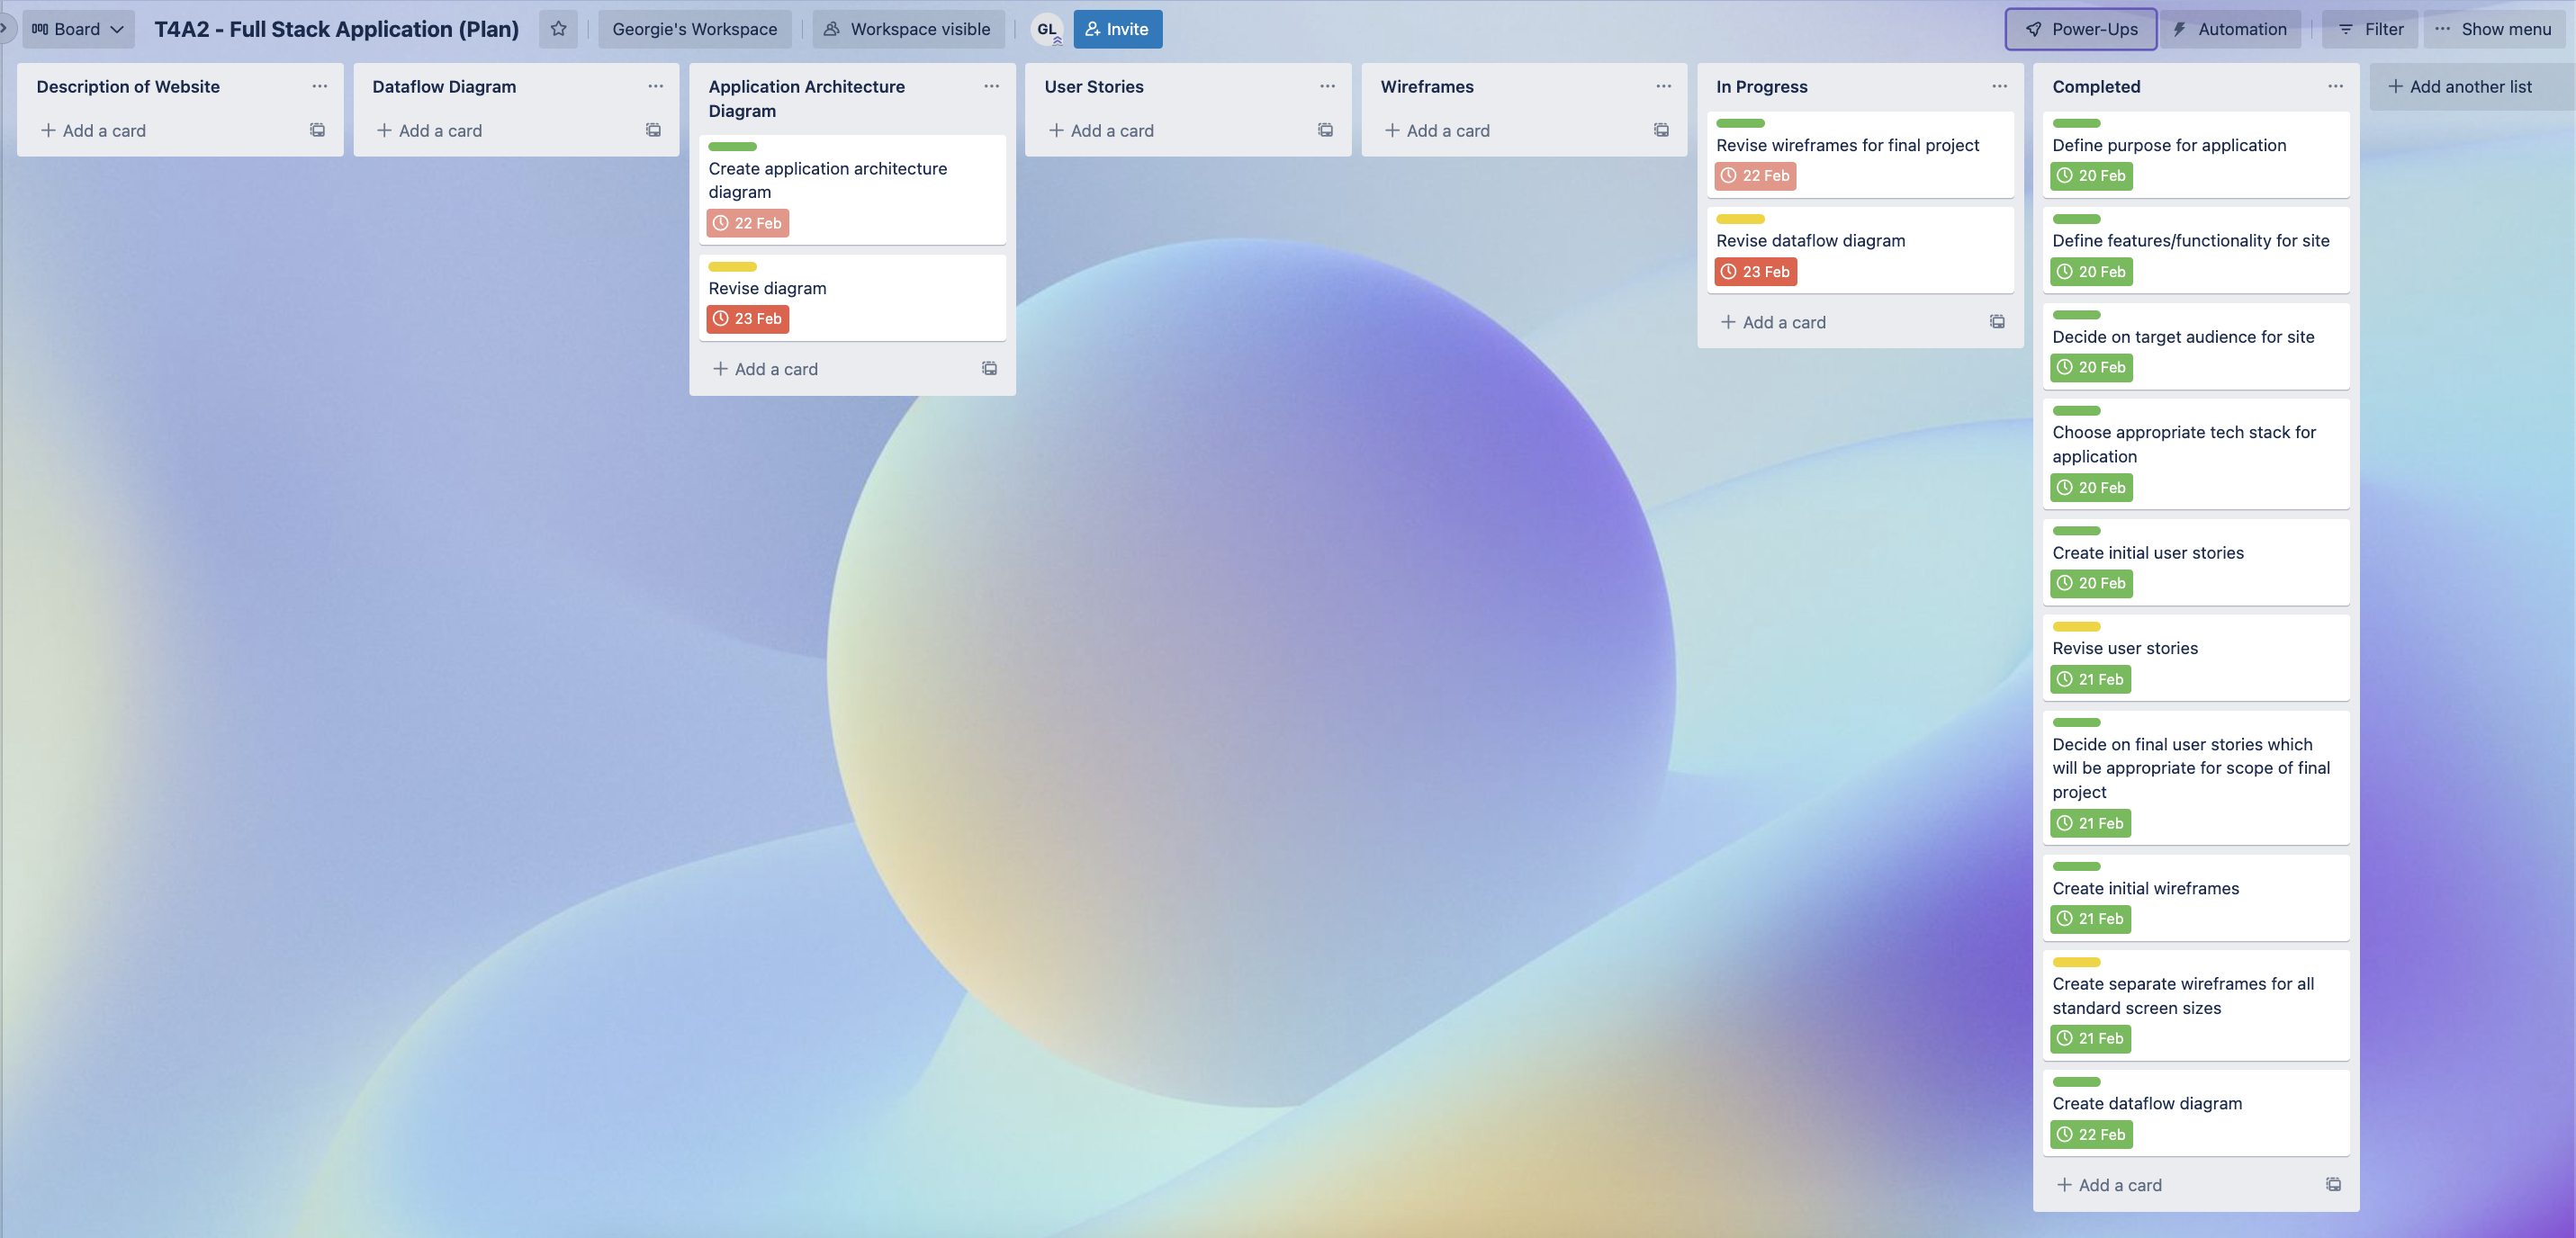 Board
T4A2 - Full Stack Application (Plan)
Georgie's Workspace
Workspace visible
GL
Invite
Power-Ups
Automation
Filter
Show menu
Description of Website
Add a card
Dataflow Diagram
Add a card
Application Architecture
Diagram
Create application architecture
diagram
22 Feb
Revise diagram
23 Feb
Add a card
User Stories
Add a card
Wireframes
Add a card
In Progress
Revise wireframes for final project
22 Feb
Revise dataflow diagram
23 Feb
Add a card
Completed
Define purpose for application
20 Feb
Define features/functionality for site
20 Feb
Decide on target audience for site
20 Feb
Choose appropriate tech stack for
application
20 Feb
Create initial user stories
20 Feb
Revise user stories
21 Feb
Decide on final user stories which
will be appropriate for scope of final
project
21 Feb
Create initial wireframes
21 Feb
Create separate wireframes for all
standard screen sizes
21 Feb
Create dataflow diagram
22 Feb
Add a card
Add another list